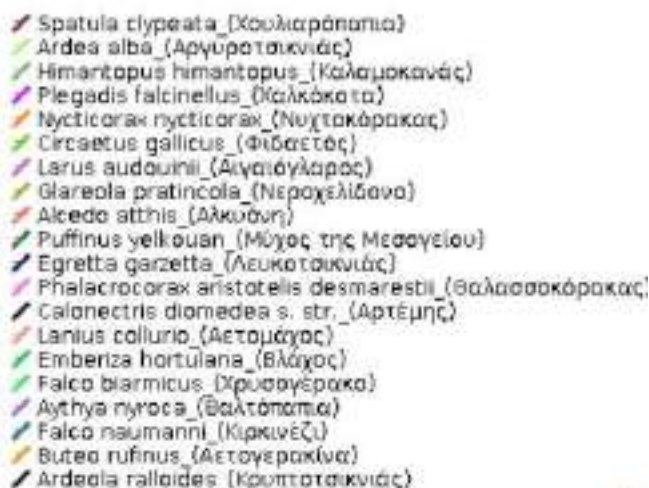 Spatula clypeata_(Χουλιαρόπαπια)
Ardea alba_(Αργυροτσικνιάς)
Himantopus himantopus_(Καλαμοκανάς)
Plegadis falcinellus_(Χαλκόκοτα)
Nycticorax nycticorax_(Νυχτοκόρακας)
Circaetus gallicus_(Φιδαετός)
Larus audouinii_(Αιγαιόγλαρος)
Glareola pratincola_(Νεροχελίδονο)
Alcedo atthis_(Αλκυόνη)
Puffinus yelkouan_(Μύχος της Μεσογείου)
Egretta garzetta_(Λευκοτσικνιάς)
Phalacrocorax aristotelis desmarestii_(Θαλασσοκόρακας)
Calonectris diomedea s. str._(Αρτέμης)
Lanius collurio_(Αετομάχος)
Emberiza hortulana_(Βλάχος)
Falco biarmicus_(Χρυσογέρακο)
Aythya nyroca_(Βαλτόπαπια)
Falco naumanni_(Κιρκινέζι)
Buteo rufinus_(Αετογερακίνα)
Ardeola ralloides_(Κρυπτοτσικνιάς)